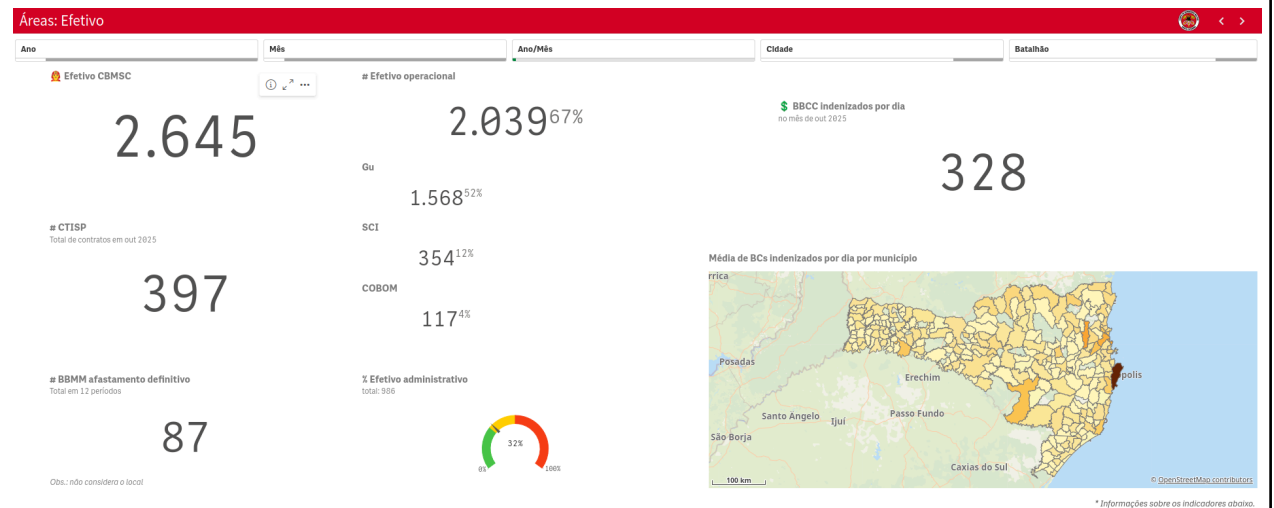 Áreas: Efetivo
Ano
Mês
Ano/Mês
Cidade
Batalhão
Efetivo CBMSC
2.645
# CTISP
Total de contratos em out 2025
397
# BBMM afastamento definitivo
Total em 12 períodos
87
Obs.: não considera o local
# Efetivo operacional
2.039 67%
Gu
1.568 52%
SCI
354 12%
COBOM
117 4%
% Efetivo administrativo
total: 986
32%
0%
100%
BBCC indenizados por dia
no mês de out 2025
328
Média de BCs indenizados por dia por município
rrica
Posadas
Erechim
polis
Santo Ângelo
Ijuí
Passo Fundo
São Borja
Caxias do Sul
100 km
© OpenStreetMap contributors
* Informações sobre os indicadores abaixo.